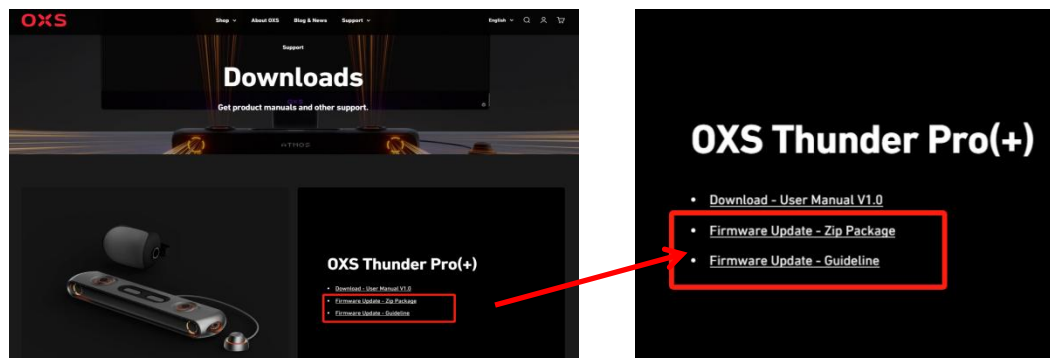 OXS
Shop About OXS Blog & News Support English
Support
Downloads
Get product manuals and other support.
ATMOS
OXS Thunder Pro(+)
• Download - User Manual V1.0
• Firmware Update - Zip Package
• Firmware Update - Guideline
OXS Thunder Pro(+)
• Download - User Manual V1.0
• Firmware Update - Zip Package
• Firmware Update - Guideline